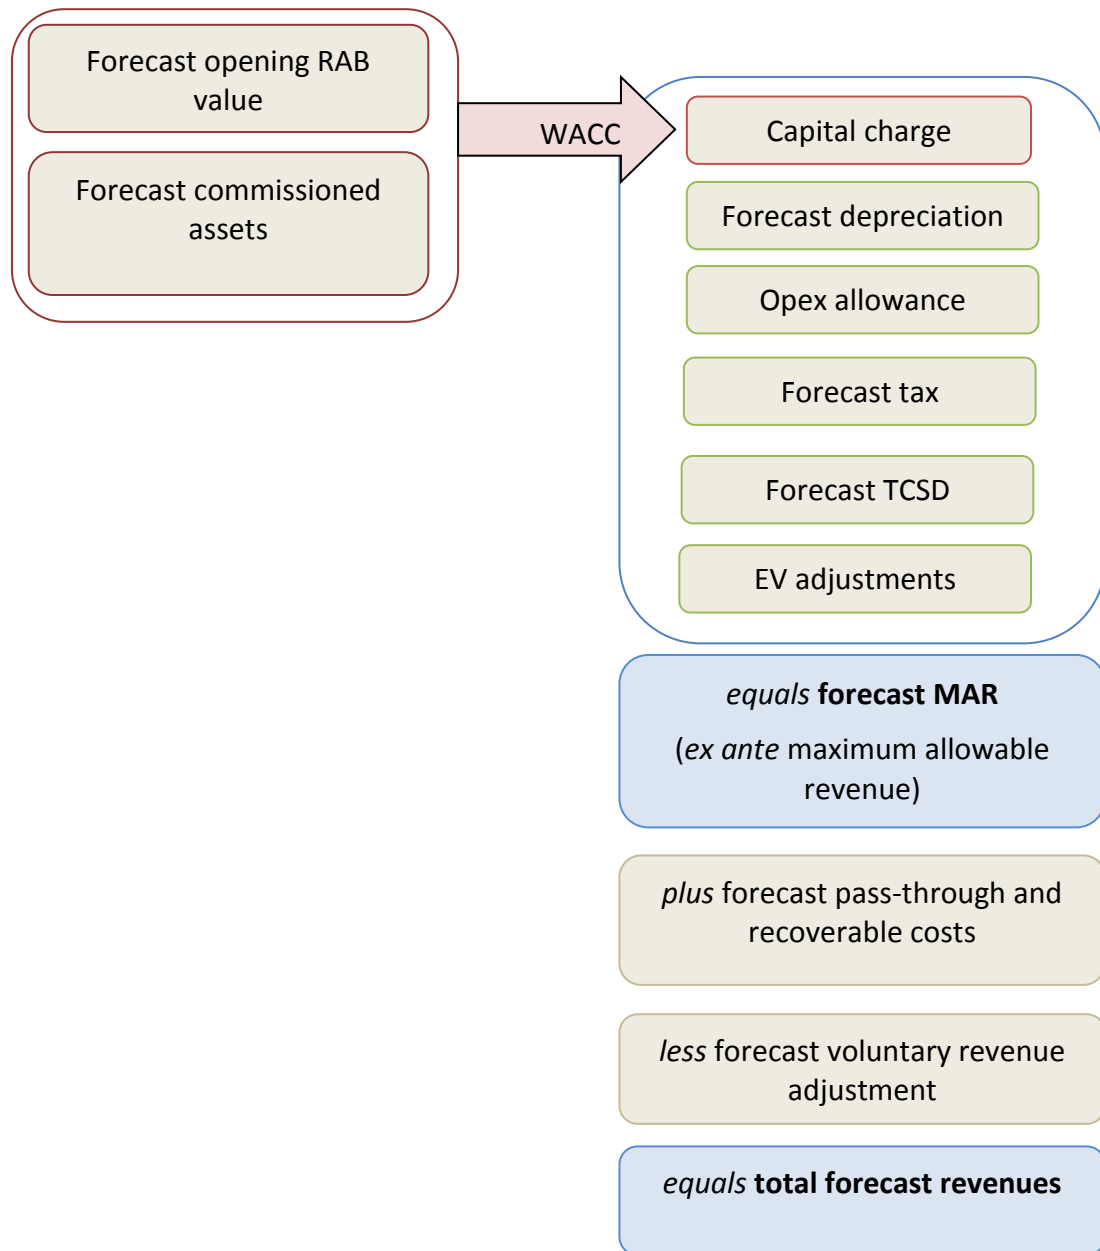 Forecast opening RAB
value
Forecast commissioned
assets
WACC
Capital charge
Forecast depreciation
Opex allowance
Forecast tax
Forecast TCSD
EV adjustments
equals forecast MAR
(ex ante maximum allowable
revenue)
plus forecast pass-through and
recoverable costs
less forecast voluntary revenue
adjustment
equals total forecast revenues